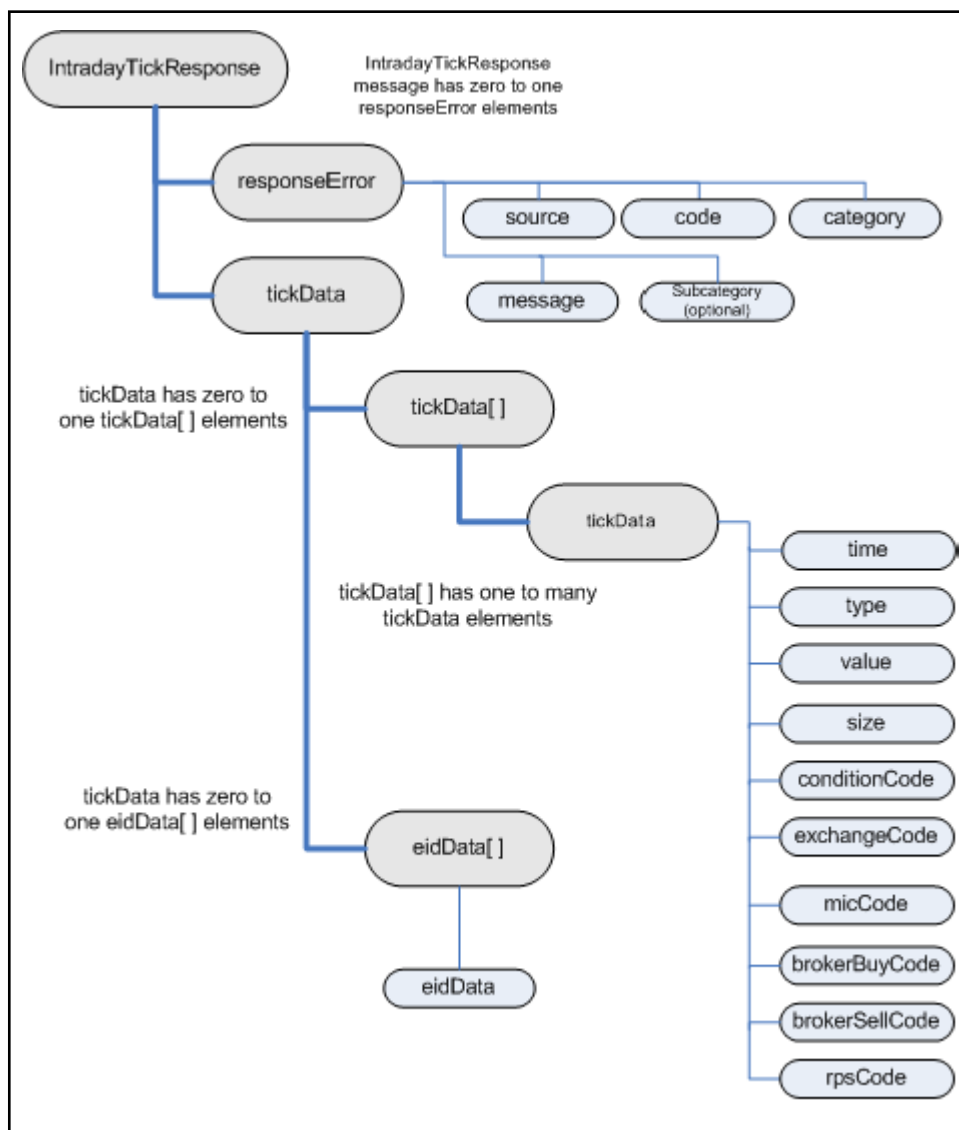 IntradayTickResponse
IntradayTickResponse
message has zero to one
responseError elements
responseError
source
code
category
message
Subcategory
(optional)
tickData
tickData has zero to
one tickData[ ] elements
tickData[ ]
tickData
tickData[ ] has one to many
tickData elements
time
type
value
size
conditionCode
exchangeCode
micCode
brokerBuyCode
brokerSellCode
rpsCode
tickData has zero to
one eidData[ ] elements
eidData[ ]
eidData